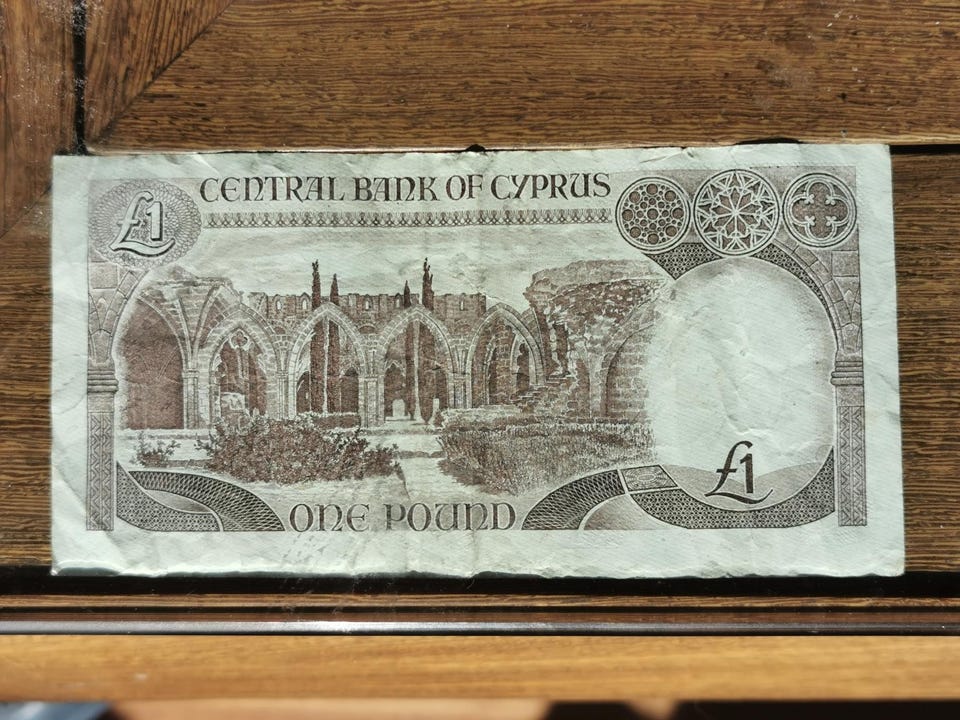 CENTRAL BANK OF CYPRUS
£1
ONE POUND
£1